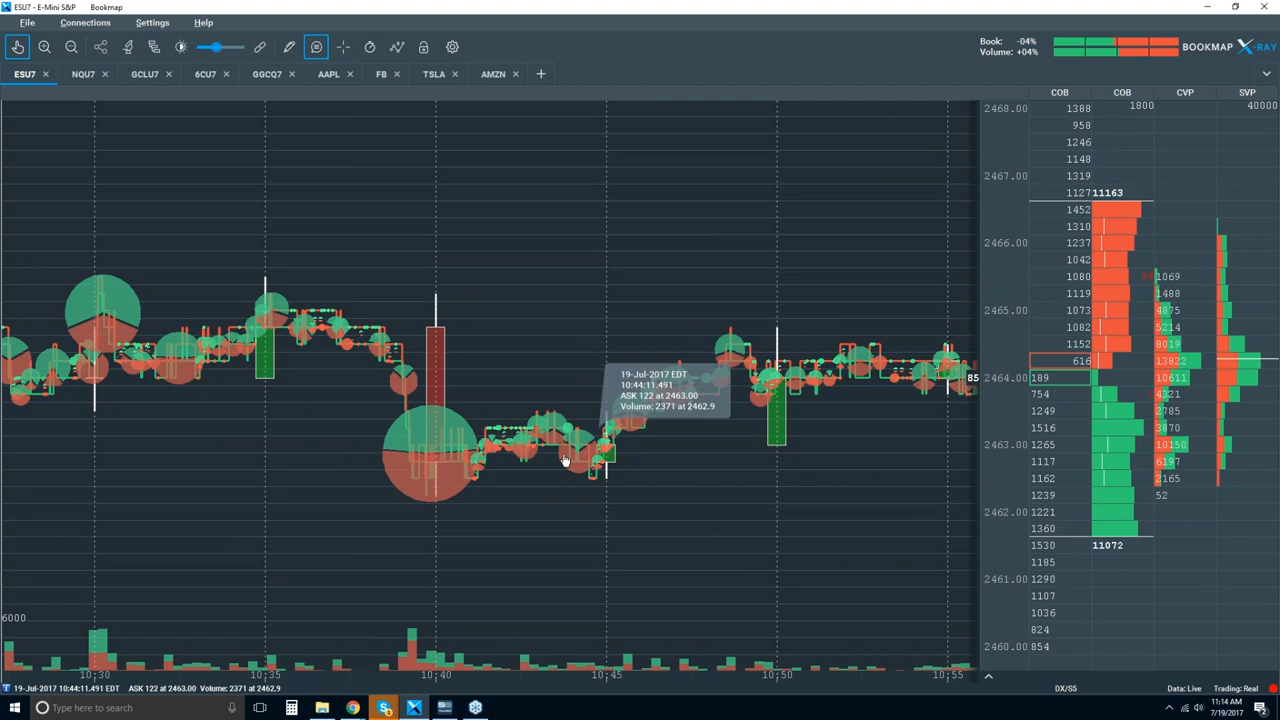 ESU7 - E-Mini S&P Bookmap
File Connections Settings Help
Book: -04%
Volume: +04%
BOOKMAP X-RAY
ESU7 NQU7 GCLU7 6CU7 GGCQ7 AAPL FB TSLA AMZN
COB COB CVP SVP
2468.00 1388 1800 40000
958
1246
1148
2467.00 1319
1127 11163
1452
1310
2466.00 1237
1042
1080 1069
1119 1488
2465.00 1073 4875
1082 5214
1152 8019
616 13822
85 2464.00 189 10611
754 4321
1249 2785
1516 3870
2463.00 1265 10150
1117 6197
1162 2165
1239 52
2462.00 1221
1360
1530 11072
1185
2461.00 1290
1107
1036
824
2460.00 854
19-Jul-2017 EDT
10:44:11.491
ASK 122 at 2463.00
Volume: 2371 at 2462.9
6000
10:30 10:35 10:40 10:45 10:50 10:55
19-Jul-2017 10:44:11.491 EDT ASK 122 at 2463.00 Volume: 2371 at 2462.9
DX/S5 Data: Live Trading: Real
Type here to search
11:14 AM
7/19/2017